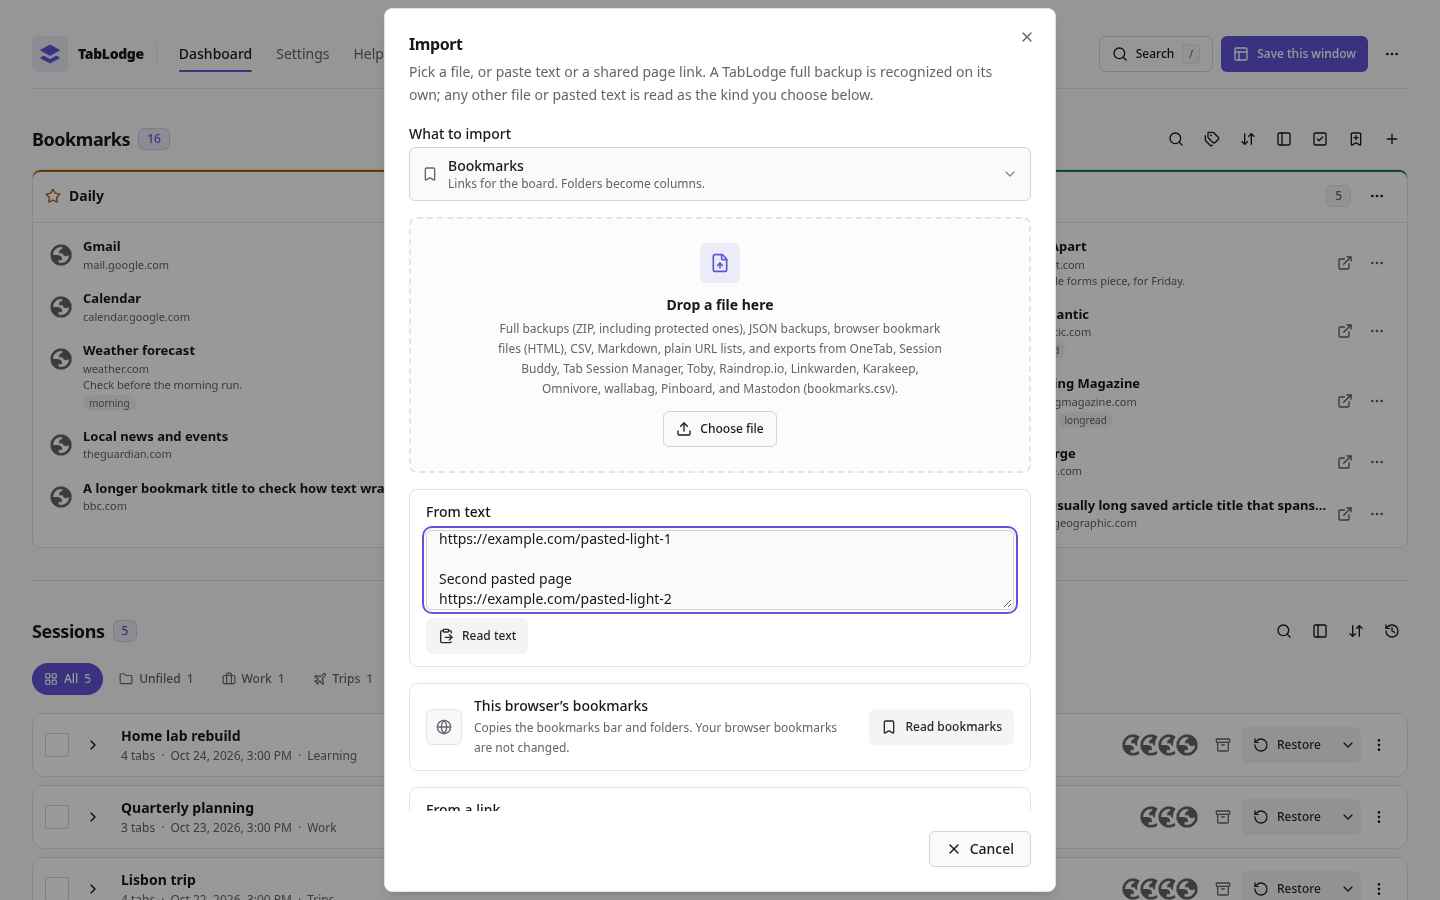 TabLodge
Dashboard
Settings
Help
Search
/
Save this window
Bookmarks
16
Daily
Gmail
mail.google.com
Calendar
calendar.google.com
Weather forecast
weather.com
Check before the morning run.
morning
Local news and events
theguardian.com
A longer bookmark title to check how text wra
bbc.com
Import
Pick a file, or paste text or a shared page link. A TabLodge full backup is recognized on its
own; any other file or pasted text is read as the kind you choose below.
What to import
Bookmarks
Links for the board. Folders become columns.
Drop a file here
Full backups (ZIP, including protected ones), JSON backups, browser bookmark
files (HTML), CSV, Markdown, plain URL lists, and exports from OneTab, Session
Buddy, Tab Session Manager, Toby, Raindrop.io, Linkwarden, Karakeep,
Omnivore, wallabag, Pinboard, and Mastodon (bookmarks.csv).
Choose file
From text
https://example.com/pasted-light-1
Second pasted page
https://example.com/pasted-light-2
Read text
This browser’s bookmarks
Copies the bookmarks bar and folders. Your browser bookmarks
are not changed.
Read bookmarks
From a link
Cancel
5
Apart
t.com
le forms piece, for Friday.
antic
tic.com
d
ng Magazine
gmagazine.com
longread
rge
.com
sually long saved article title that spans...
geographic.com
Sessions
5
All 5
Unfiled 1
Work 1
Trips 1
Home lab rebuild
4 tabs · Oct 24, 2026, 3:00 PM · Learning
Restore
Quarterly planning
3 tabs · Oct 23, 2026, 3:00 PM · Work
Restore
Lisbon trip
4 tabs · Oct 22, 2026, 3:00 PM · Trips
Restore